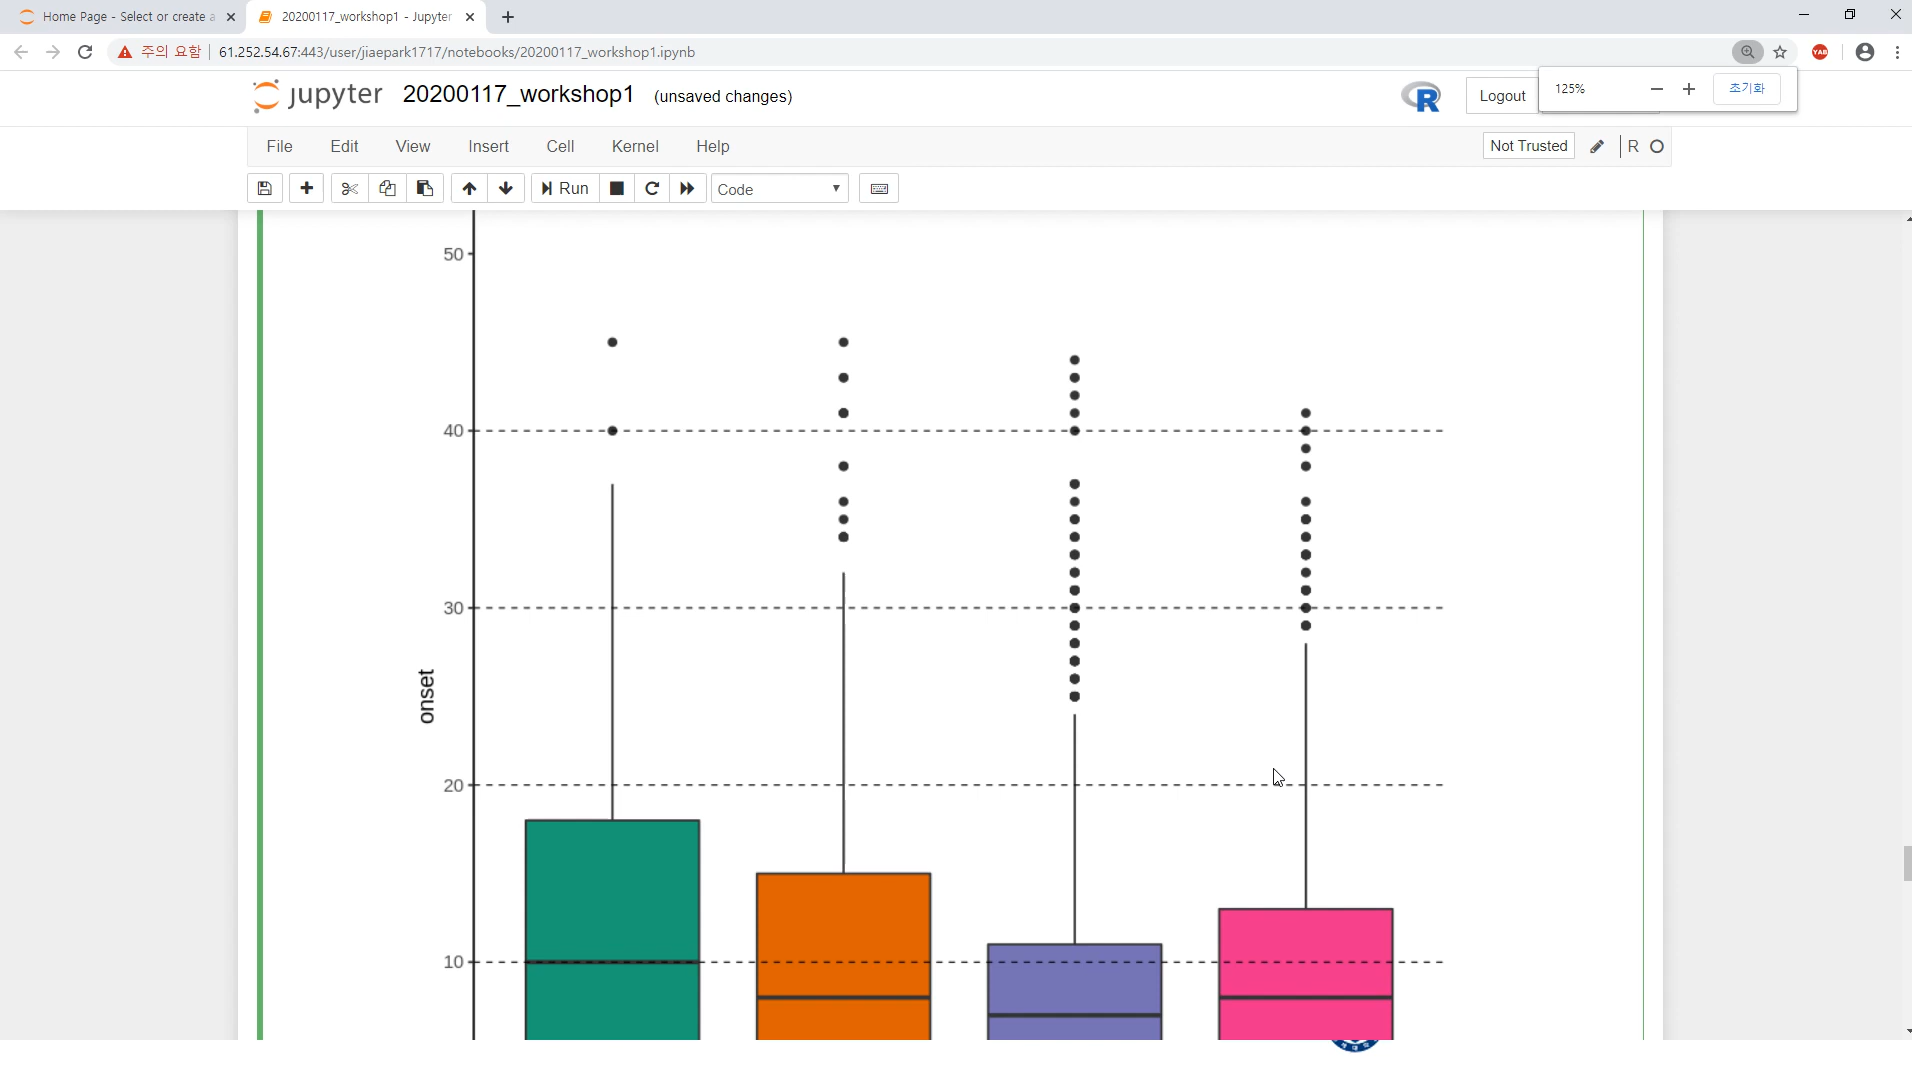 Home Page - Select or create a
20200117_workshop1 - Jupyter
주의 요함
61.252.54.67:443/user/jiaepark1717/notebooks/20200117_workshop1.ipynb
YAB
125%
초기화
jupyter
20200117_workshop1
(unsaved changes)
R
Logout
File
Edit
View
Insert
Cell
Kernel
Help
Not Trusted
R
Run
Code
50
40
30
onset
20
10